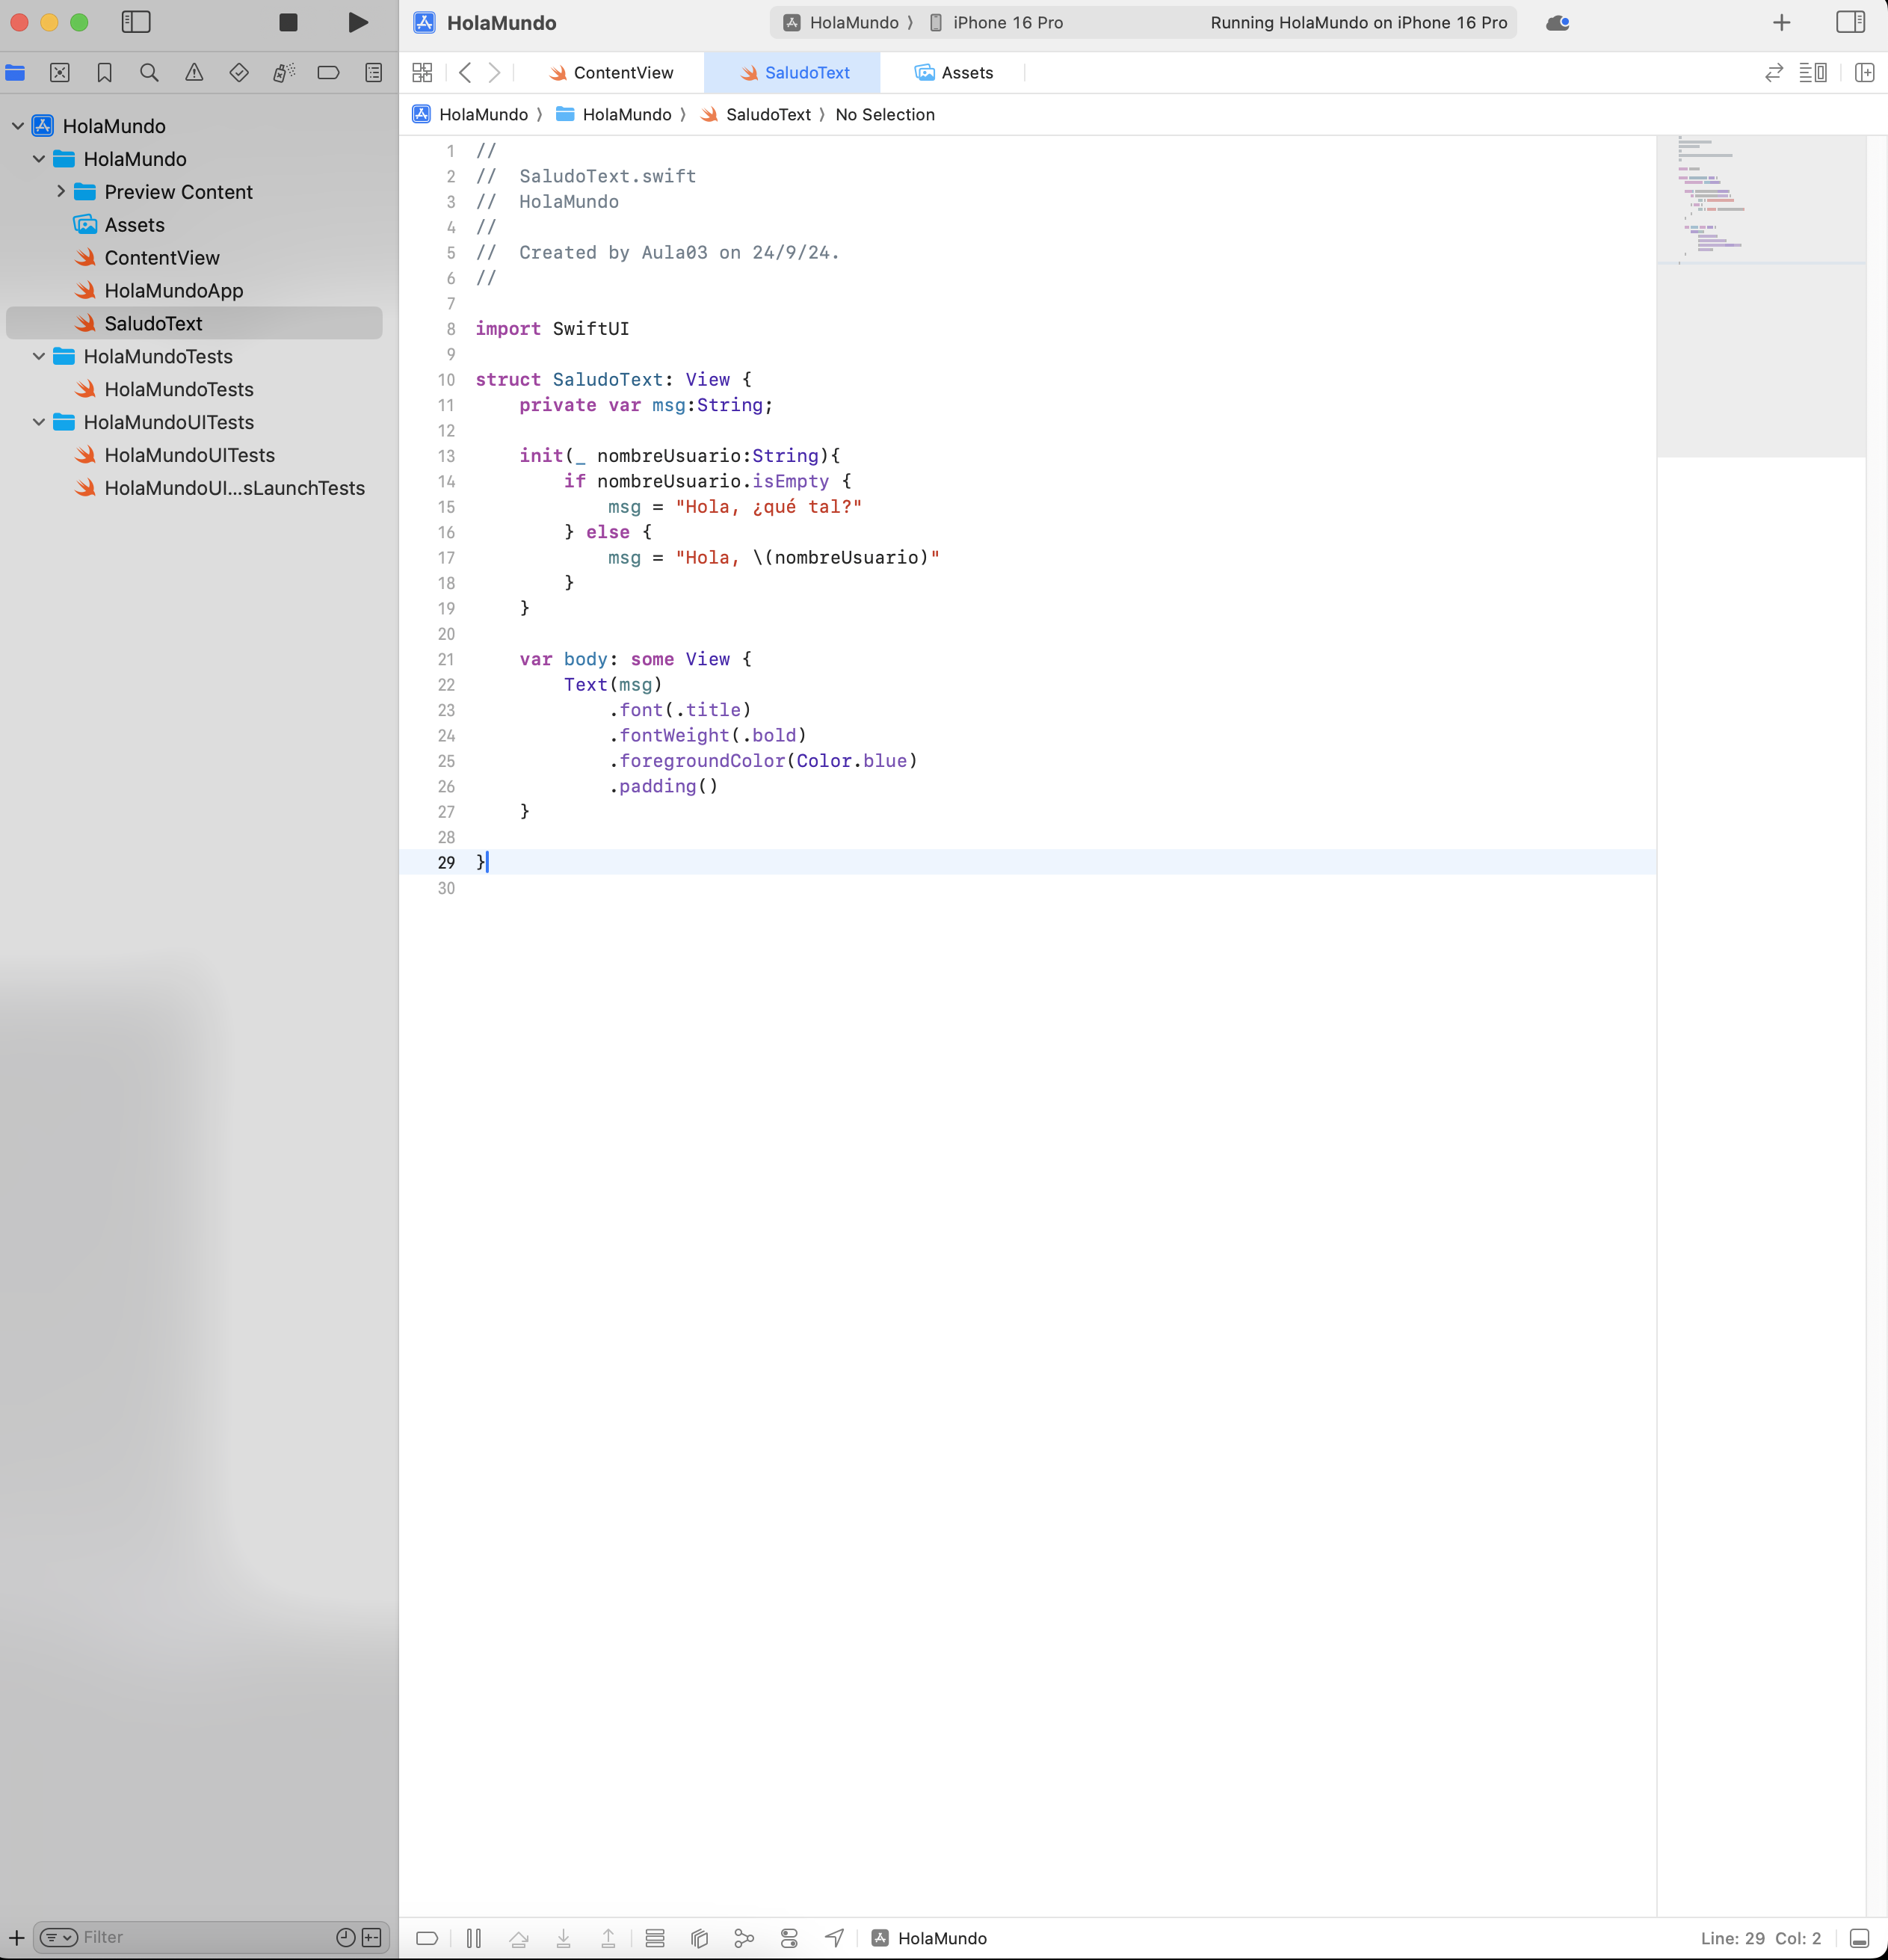 HolaMundo
HolaMundo 〉 iPhone 16 Pro
Running HolaMundo on iPhone 16 Pro
ContentView
SaludoText
Assets
HolaMundo 〉 HolaMundo 〉 SaludoText 〉 No Selection
HolaMundo
HolaMundo
Preview Content
Assets
ContentView
HolaMundoApp
SaludoText
HolaMundoTests
HolaMundoTests
HolaMundoUITests
HolaMundoUITests
HolaMundoUI...sLaunchTests
1 //
2 //  SaludoText.swift
3 //  HolaMundo
4 //
5 //  Created by Aula03 on 24/9/24.
6 //
7
8 import SwiftUI
9
10 struct SaludoText: View {
11     private var msg:String;
12
13     init(_ nombreUsuario:String){
14         if nombreUsuario.isEmpty {
15             msg = "Hola, ¿qué tal?"
16         } else {
17             msg = "Hola, \(nombreUsuario)"
18         }
19     }
20
21     var body: some View {
22         Text(msg)
23             .font(.title)
24             .fontWeight(.bold)
25             .foregroundColor(Color.blue)
26             .padding()
27     }
28
29 }
30
Filter
HolaMundo
Line: 29 Col: 2